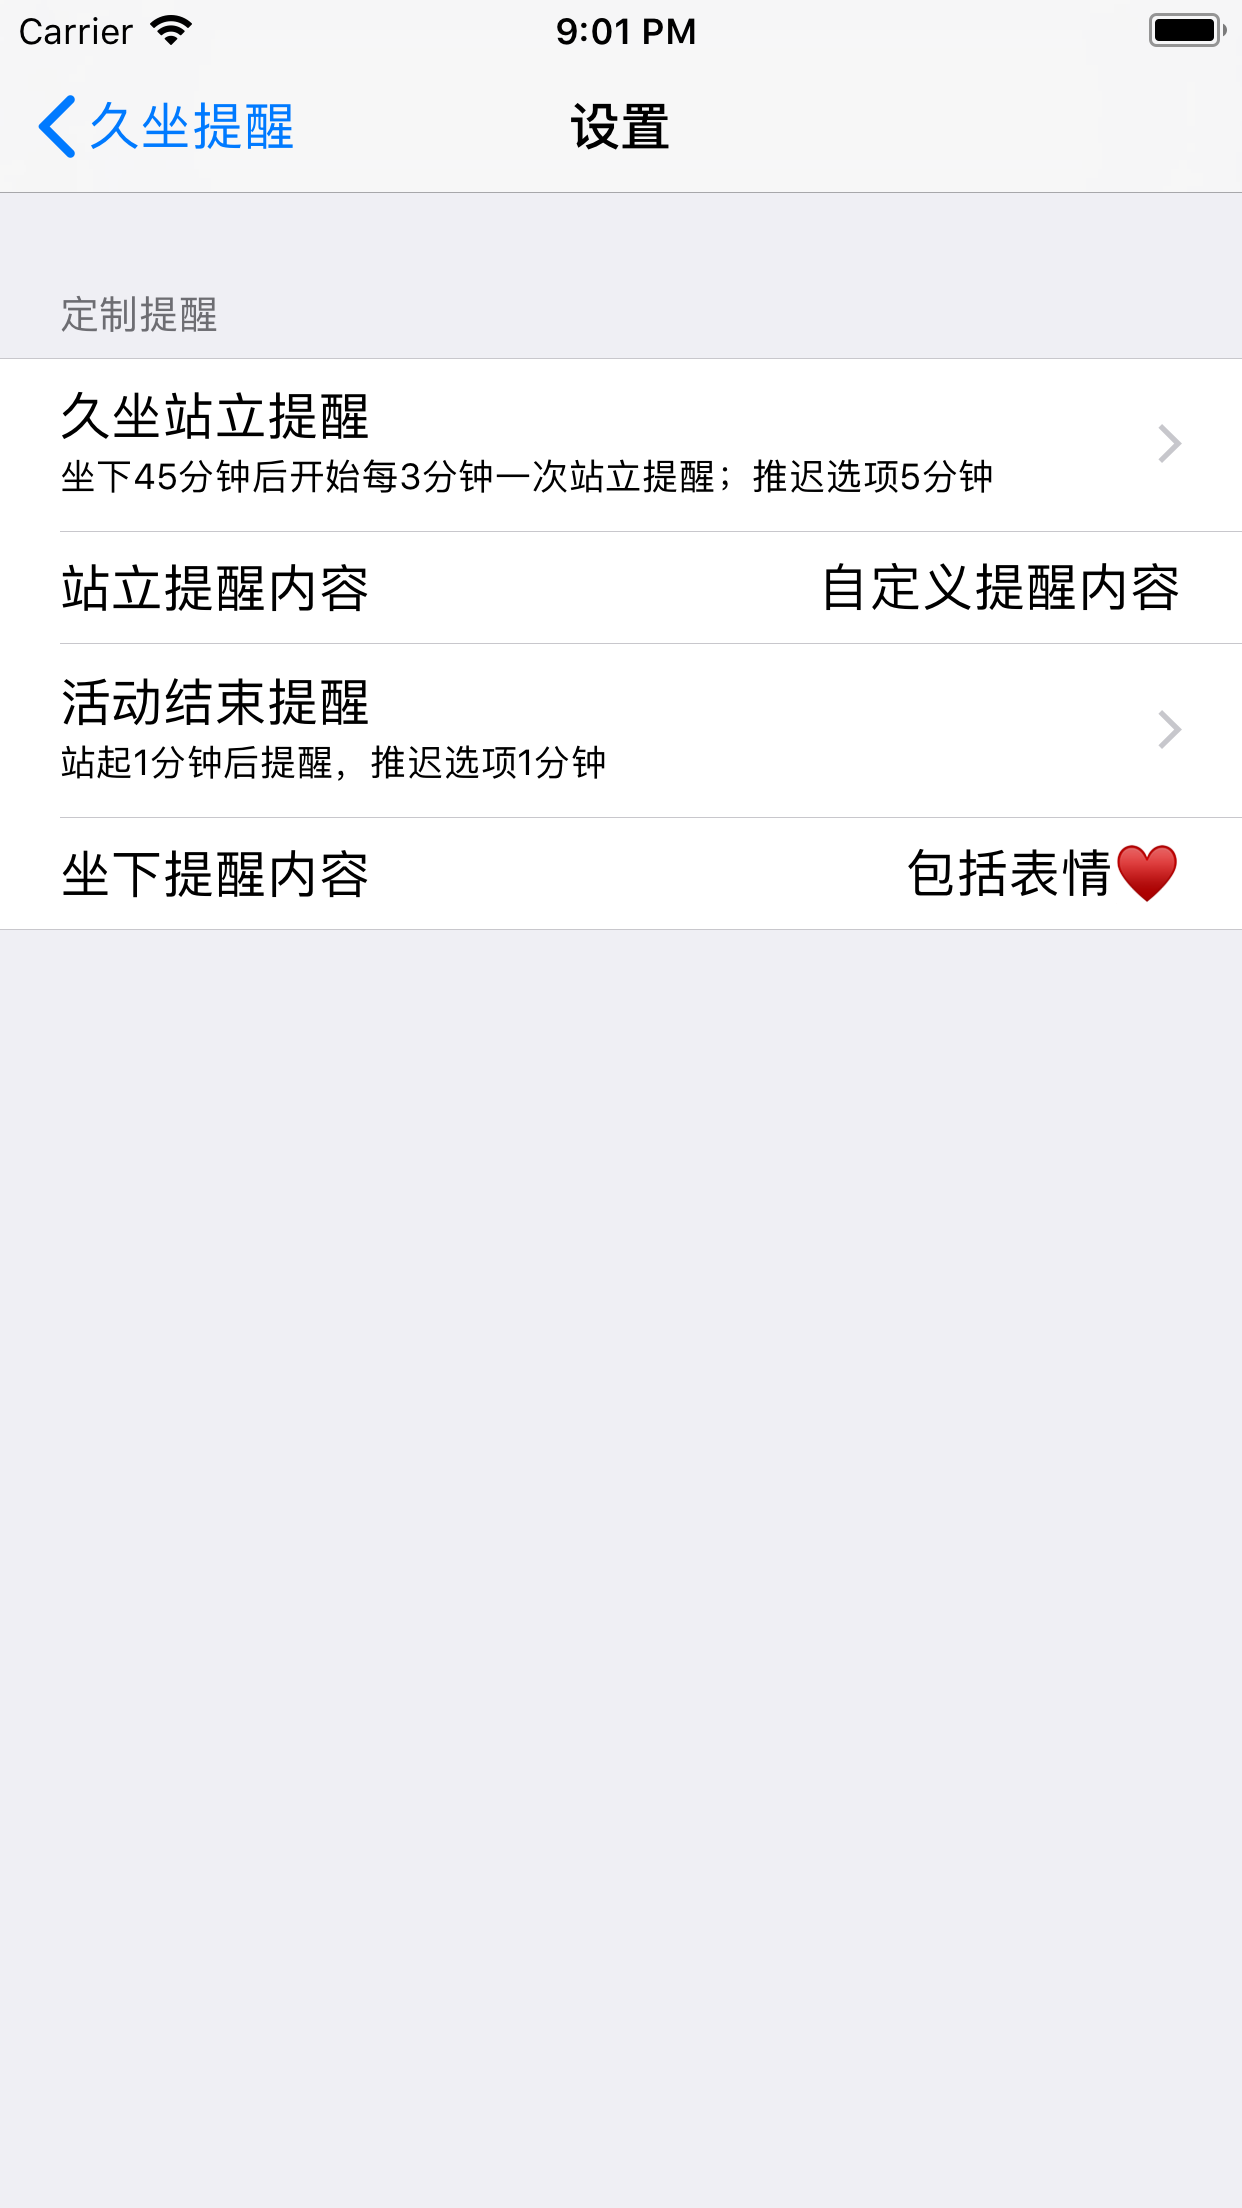 Carrier 9:01 PM
久坐提醒 设置
定制提醒
久坐站立提醒
坐下45分钟后开始每3分钟一次站立提醒；推迟选项5分钟
站立提醒内容 自定义提醒内容
活动结束提醒
站起1分钟后提醒，推迟选项1分钟
坐下提醒内容 包括表情♥️